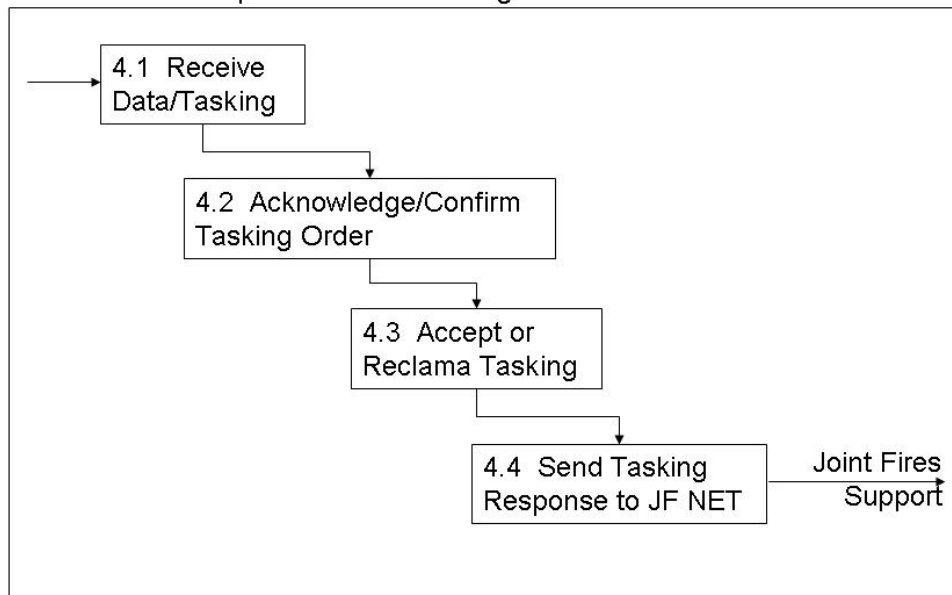 4.1 Receive
Data/Tasking
4.2 Acknowledge/Confirm
Tasking Order
4.3 Accept or
Reclama Tasking
4.4 Send Tasking
Response to JF NET
Joint Fires
Support